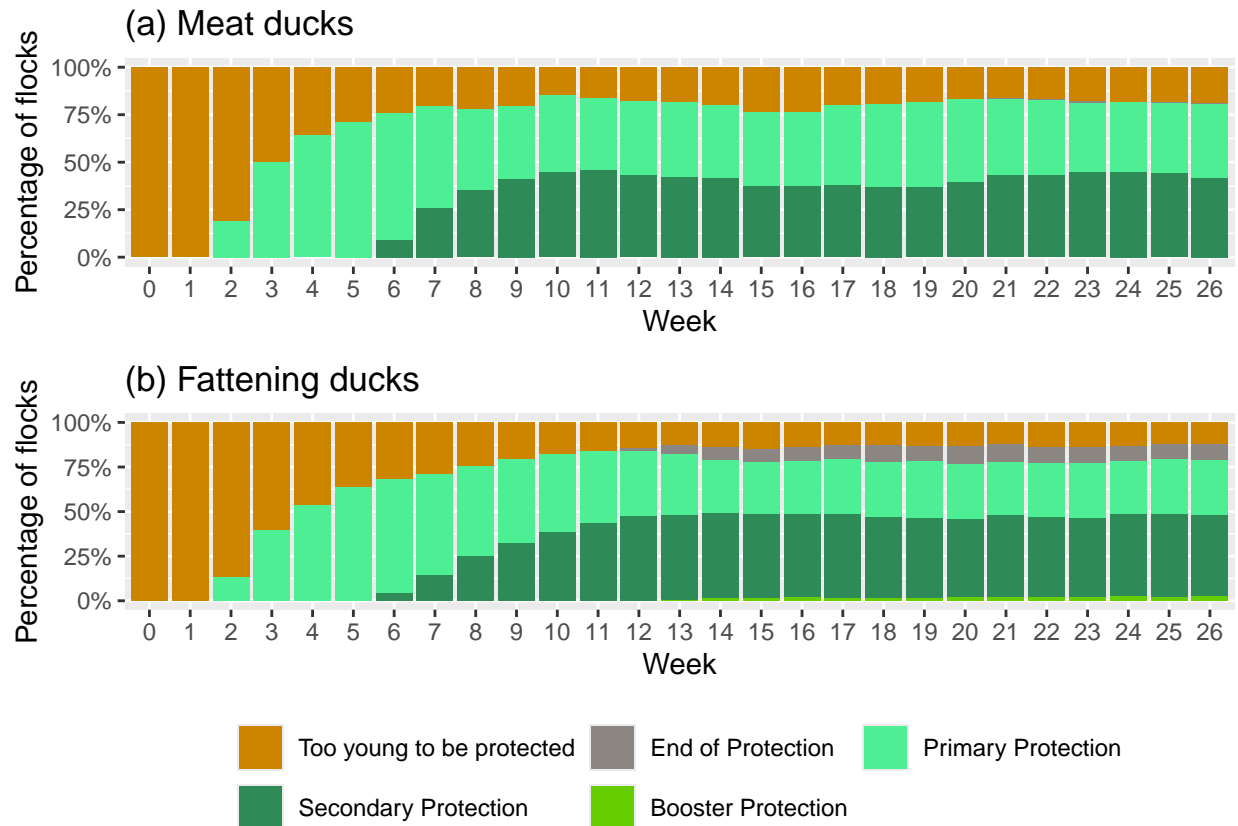 (a) Meat ducks
Percentage of flocks
100%
75%
50%
25%
0%
0 1 2 3 4 5 6 7 8 9 10 11 12 13 14 15 16 17 18 19 20 21 22 23 24 25 26
Week
(b) Fattening ducks
Percentage of flocks
100%
75%
50%
25%
0%
0 1 2 3 4 5 6 7 8 9 10 11 12 13 14 15 16 17 18 19 20 21 22 23 24 25 26
Week
Too young to be protected End of Protection Primary Protection
Secondary Protection Booster Protection